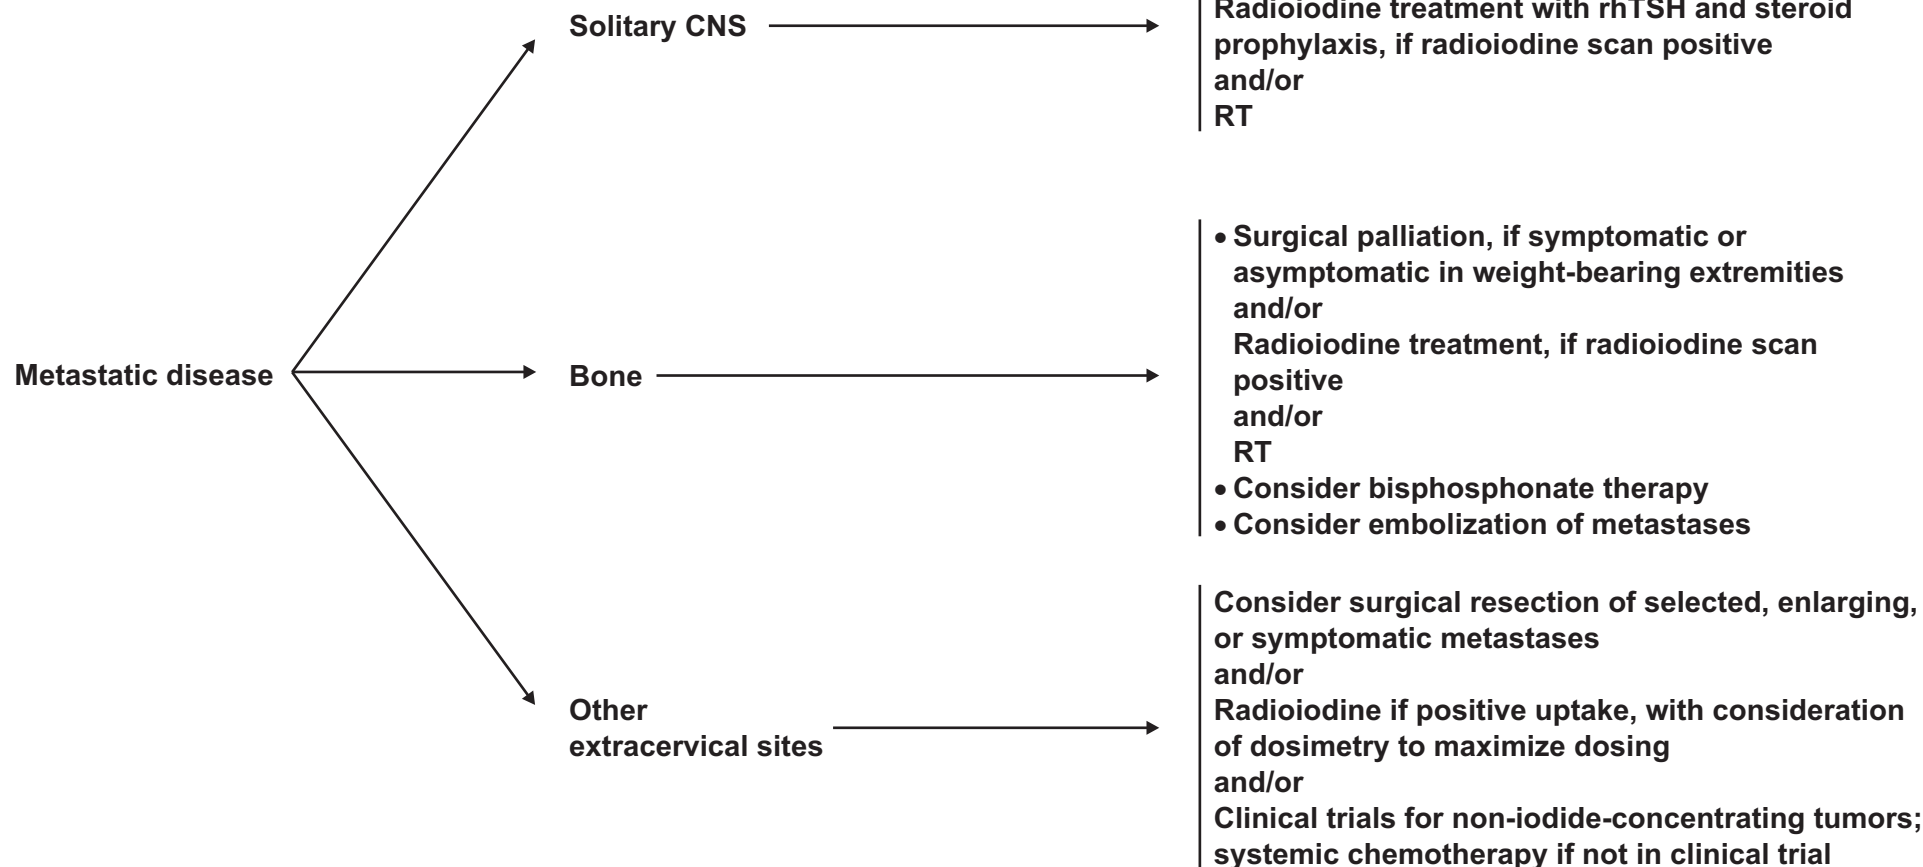 Solitary CNS
Radioiodine treatment with rhTSH and steroid
prophylaxis, if radioiodine scan positive
and/or
RT
Metastatic disease
Bone
• Surgical palliation, if symptomatic or
asymptomatic in weight-bearing extremities
and/or
Radioiodine treatment, if radioiodine scan
positive
and/or
RT
• Consider bisphosphonate therapy
• Consider embolization of metastases
Other
extracervical sites
Consider surgical resection of selected, enlarging,
or symptomatic metastases
and/or
Radioiodine if positive uptake, with consideration
of dosimetry to maximize dosing
and/or
Clinical trials for non-iodide-concentrating tumors;
systemic chemotherapy if not in clinical trial